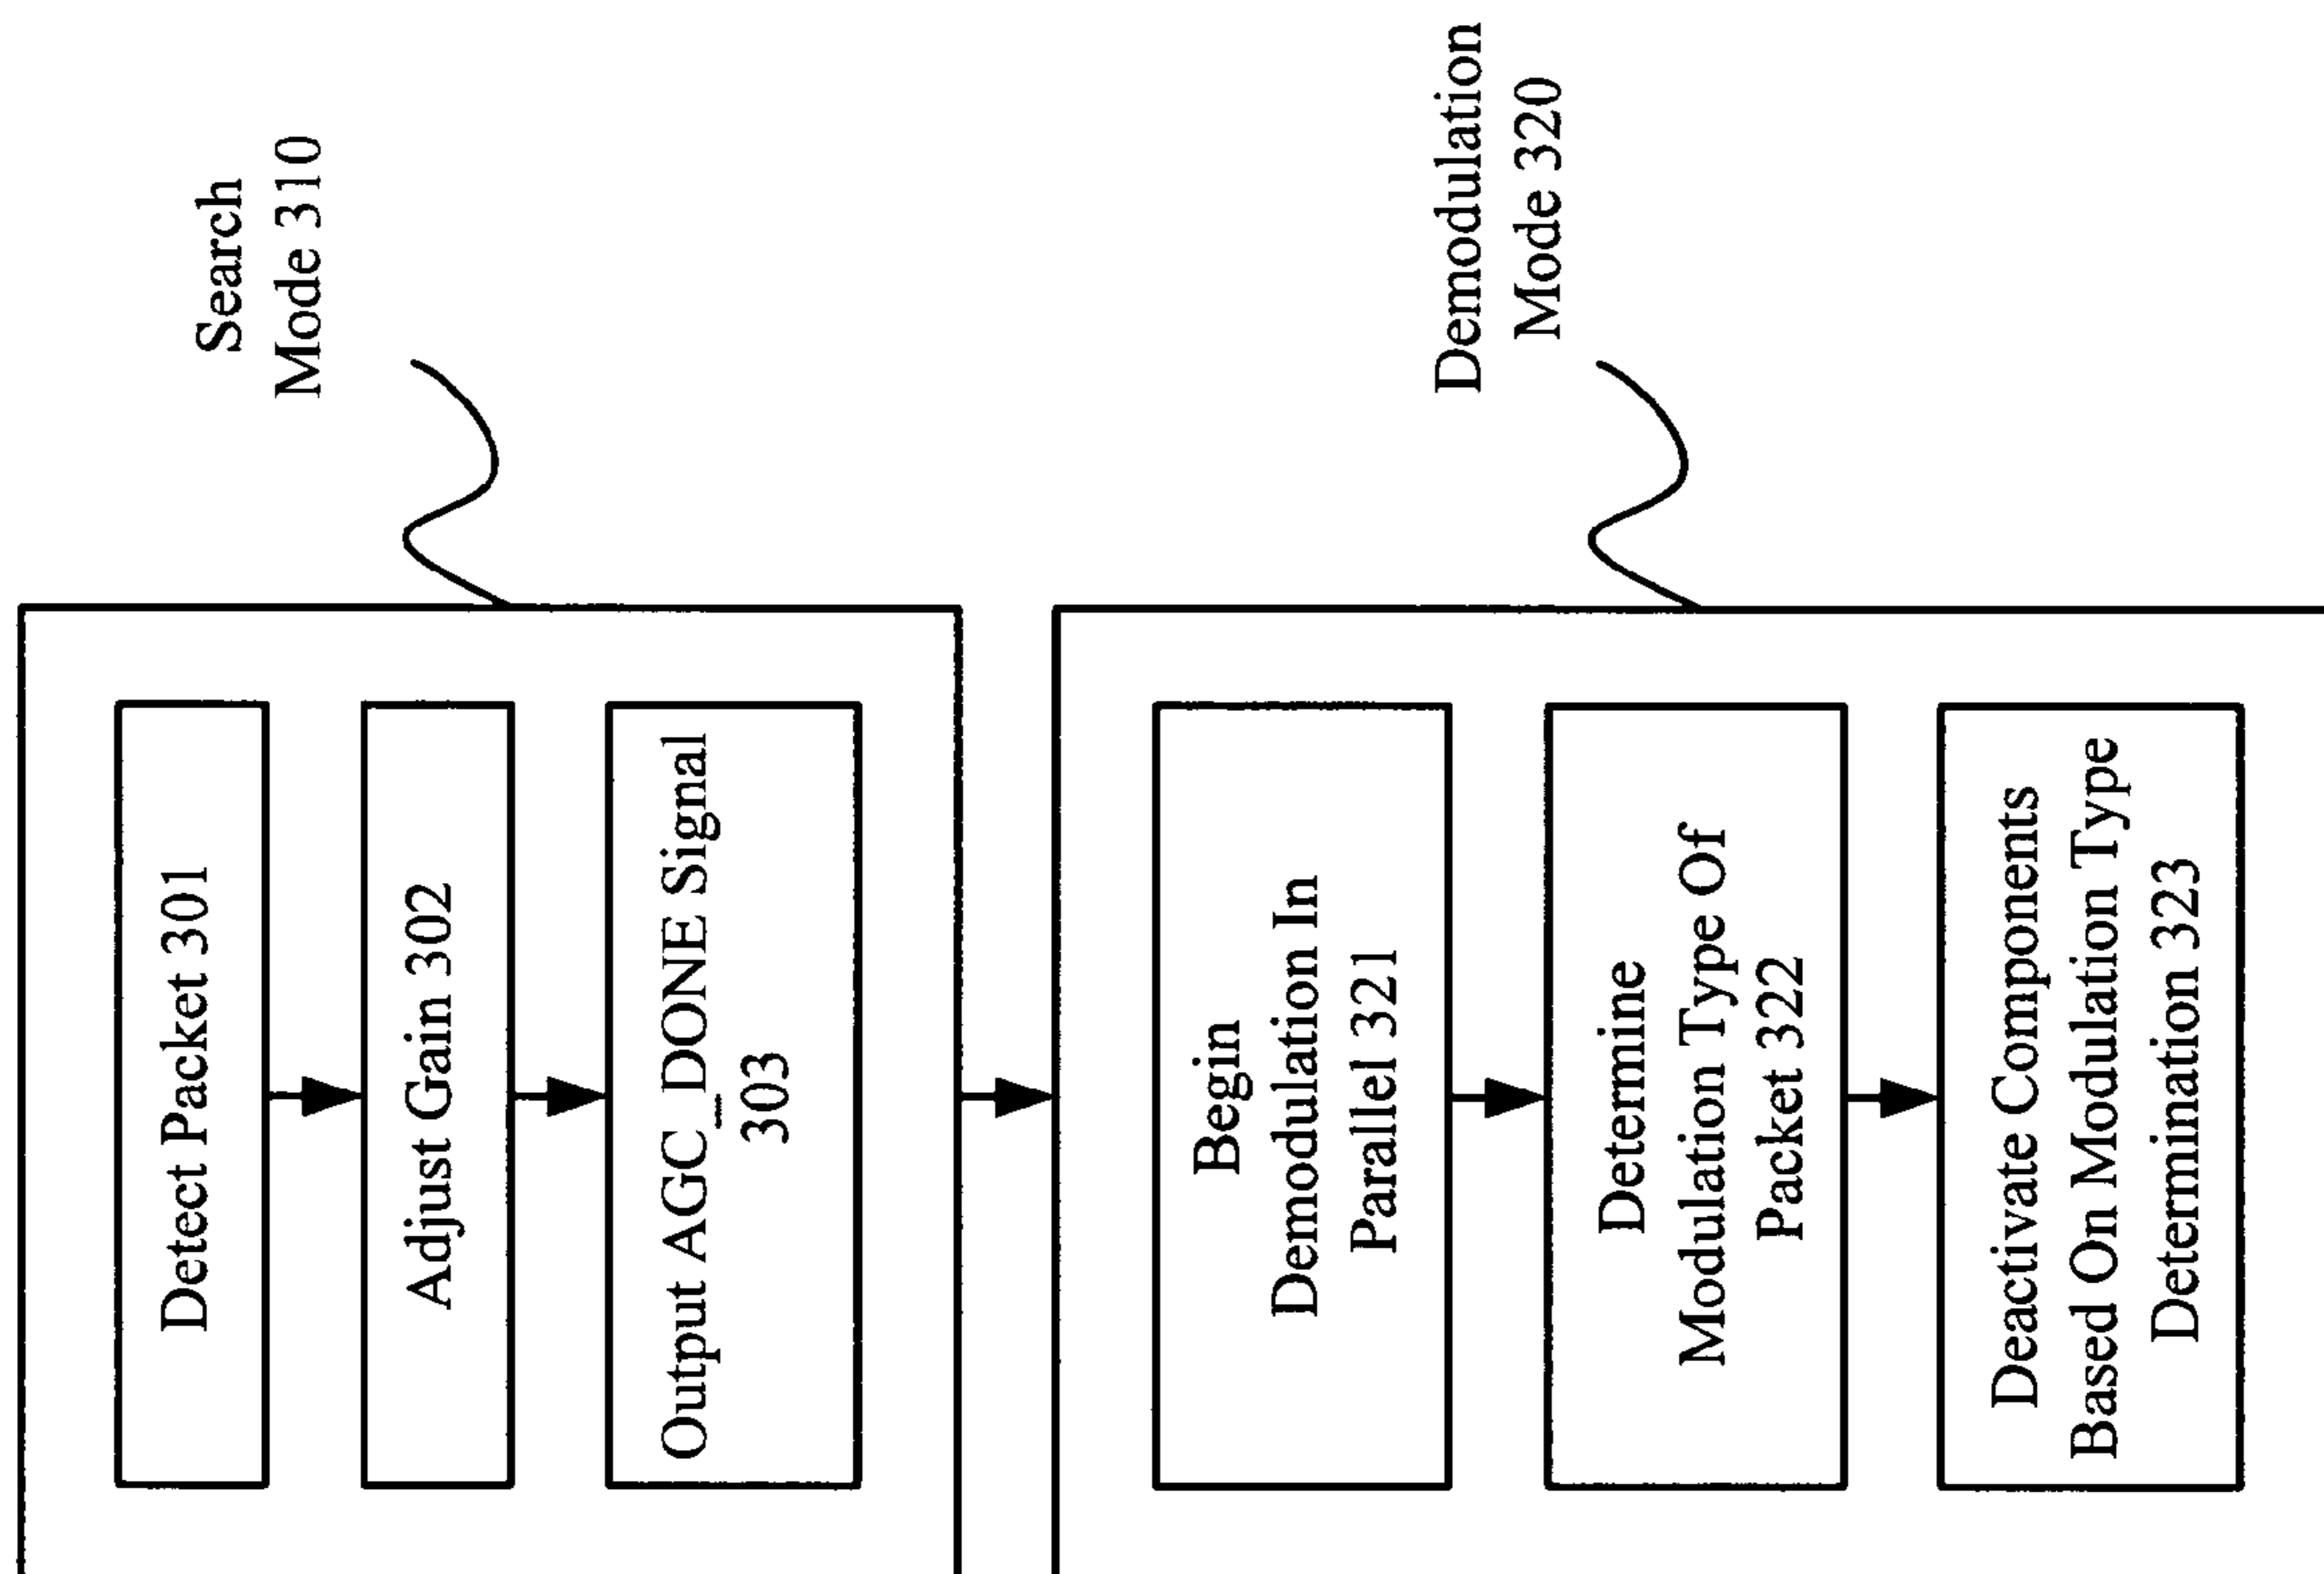 Detect Packet 301
Adjust Gain 302
Output AGC_DONE Signal
303
Search
Mode 310
Begin
Demodulation In
Parallel 321
Determine
Modulation Type Of
Packet 322
Deactivate Components
Based On Modulation Type
Determination 323
Demodulation
Mode 320